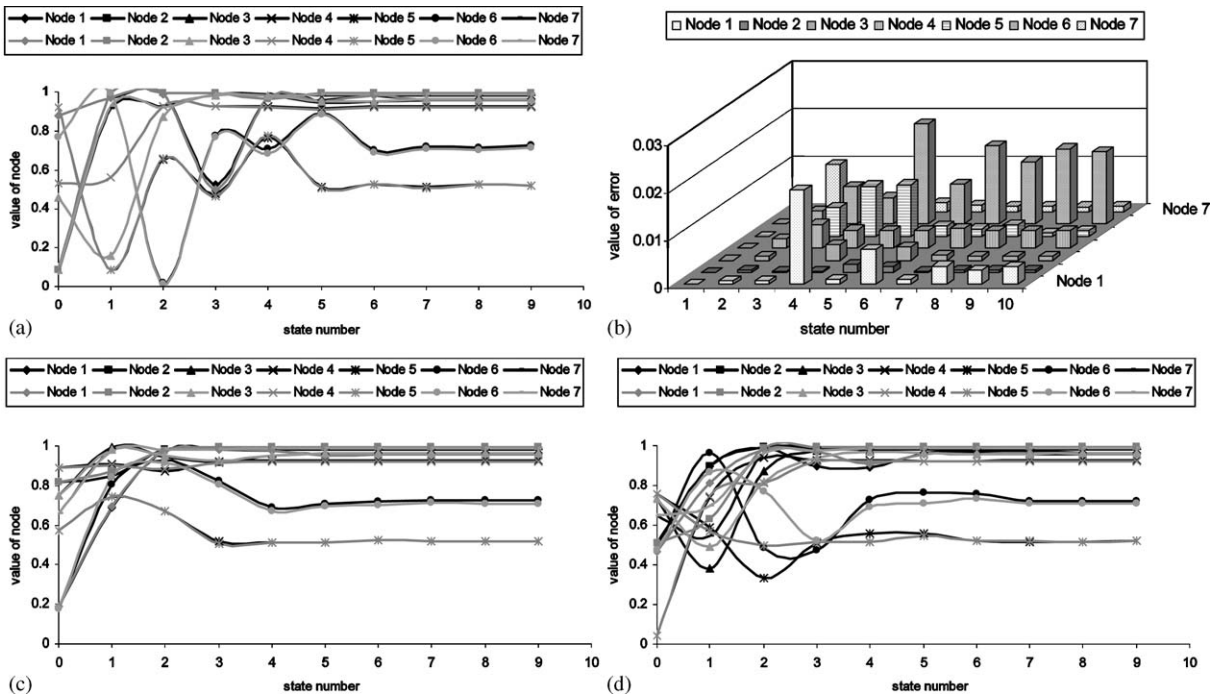 Node 1 Node 2 Node 3 Node 4 Node 5 Node 6 Node 7
Node 1 Node 2 Node 3 Node 4 Node 5 Node 6 Node 7
value of node
1
0.8
0.6
0.4
0.2
0
0 1 2 3 4 5 6 7 8 9 10
state number
(a)
Node 1 Node 2 Node 3 Node 4 Node 5 Node 6 Node 7
value of error
0.03
0.02
0.01
0
1 2 3 4 5 6 7 8 9 10
state number
Node 7
Node 1
(b)
Node 1 Node 2 Node 3 Node 4 Node 5 Node 6 Node 7
Node 1 Node 2 Node 3 Node 4 Node 5 Node 6 Node 7
value of node
1
0.8
0.6
0.4
0.2
0
0 1 2 3 4 5 6 7 8 9 10
state number
(c)
Node 1 Node 2 Node 3 Node 4 Node 5 Node 6 Node 7
Node 1 Node 2 Node 3 Node 4 Node 5 Node 6 Node 7
value of node
1
0.8
0.6
0.4
0.2
0
0 1 2 3 4 5 6 7 8 9 10
state number
(d)